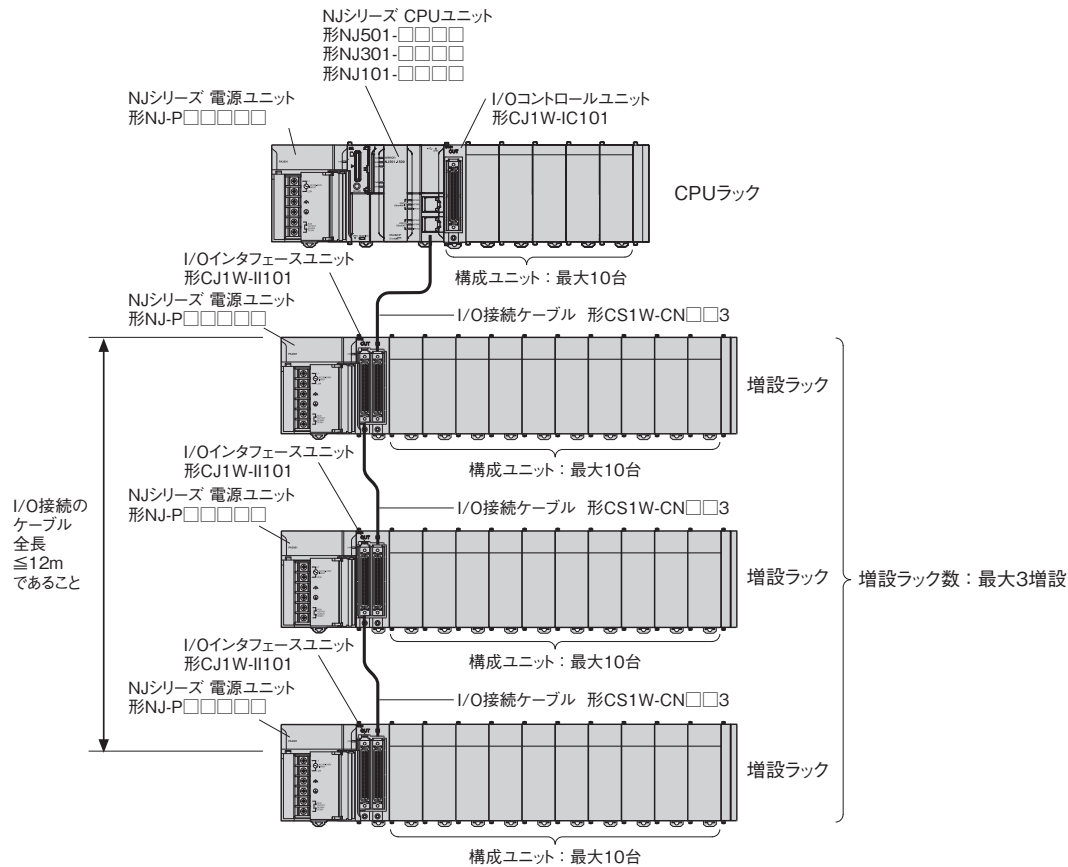 NJシリーズ CPUユニット
形NJ501-□□□□
形NJ301-□□□□
形NJ101-□□□□
NJシリーズ 電源ユニット
形NJ-P□□□□□
I/Oコントロールユニット
形CJ1W-IC101
CPUラック
構成ユニット：最大10台
I/Oインタフェースユニット
形CJ1W-II101
NJシリーズ 電源ユニット
形NJ-P□□□□□
I/O接続ケーブル 形CS1W-CN□□3
増設ラック
構成ユニット：最大10台
I/Oインタフェースユニット
形CJ1W-II101
NJシリーズ 電源ユニット
形NJ-P□□□□□
I/O接続ケーブル 形CS1W-CN□□3
I/O接続の
ケーブル
全長
≦12m
であること
増設ラック
増設ラック数：最大3増設
構成ユニット：最大10台
I/Oインタフェースユニット
形CJ1W-II101
NJシリーズ 電源ユニット
形NJ-P□□□□□
I/O接続ケーブル 形CS1W-CN□□3
増設ラック
構成ユニット：最大10台
OUT
OUT
OUT
OUT